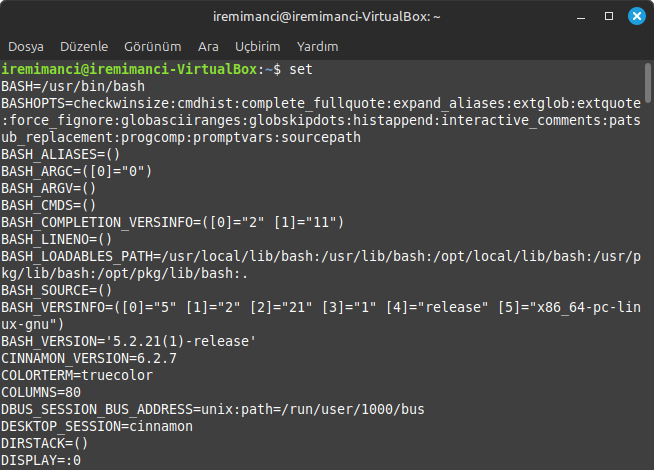 iremimanci@iremimanci-VirtualBox: ~
Dosya Düzenle Görünüm Ara Uçbirim Yardım
iremimanci@iremimanci-VirtualBox:~$ set
BASH=/usr/bin/bash
BASHOPTS=checkwinsize:cmdhist:complete_fullquote:expand_aliases:extglob:extquote
:force_fignore:globasciiranges:globskipdots:histappend:interactive_comments:pats
ub_replacement:progcomp:promptvars:sourcepath
BASH_ALIASES=()
BASH_ARGC=([0]="0")
BASH_ARGV=()
BASH_CMDS=()
BASH_COMPLETION_VERSINFO=([0]="2" [1]="11")
BASH_LINENO=()
BASH_LOADABLES_PATH=/usr/local/lib/bash:/usr/lib/bash:/opt/local/lib/bash:/usr/p
kg/lib/bash:/opt/pkg/lib/bash:.
BASH_SOURCE=()
BASH_VERSINFO=([0]="5" [1]="2" [2]="21" [3]="1" [4]="release" [5]="x86_64-pc-lin
ux-gnu")
BASH_VERSION='5.2.21(1)-release'
CINNAMON_VERSION=6.2.7
COLORTERM=truecolor
COLUMNS=80
DBUS_SESSION_BUS_ADDRESS=unix:path=/run/user/1000/bus
DESKTOP_SESSION=cinnamon
DIRSTACK=()
DISPLAY=:0